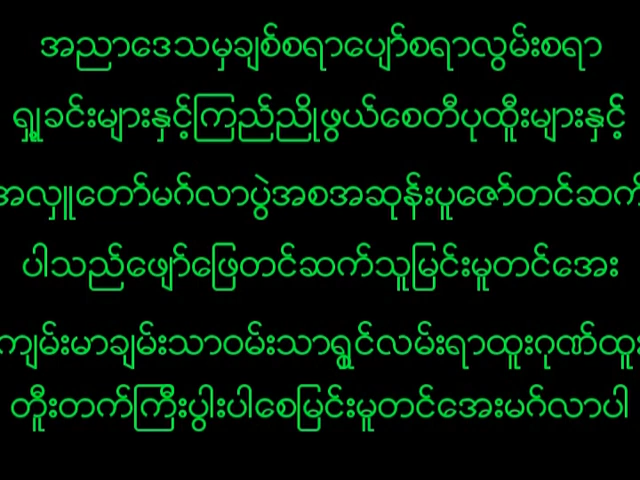 အညာဒေသမှချစ်စရာပျော်စရာလွမ်းစရာ
ရှုခင်းများနှင့်ကြည်ညိုဖွယ်စေတီပုထိူးများနှင့်
အလှူတော်မဂ်လာပွဲအစအဆုန်းပူဇော်တင်ဆက်
ပါသည်ဖျော်ဖြေတင်ဆက်သူမြင်းမူတင်အေး
ကျမ်းမာချမ်းသာဝမ်းသာရွှင်လမ်းရာထူးဂုဏ်ထူး
တိူးတက်ကြီးပွါးပါစေမြင်းမူတင်အေးမဂ်လာပါ